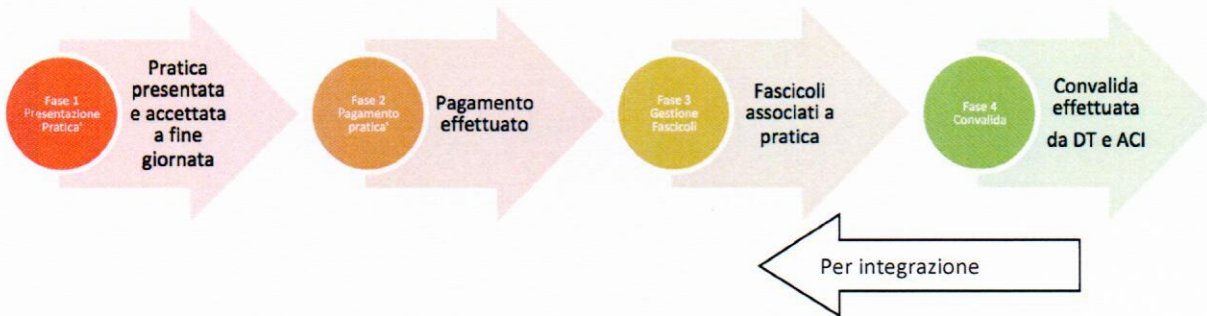 Fase 1
Presentazione
Pratica'
Pratica
presentata
e accettata
a fine
giornata
Fase 2
Pagamento
pratica'
Pagamento
effettuato
Fase 3
Gestione
Fascicoli
Fascicoli
associati a
pratica
Fase 4
Convalida
Convalida
effettuata
da DT e ACI
Per integrazione